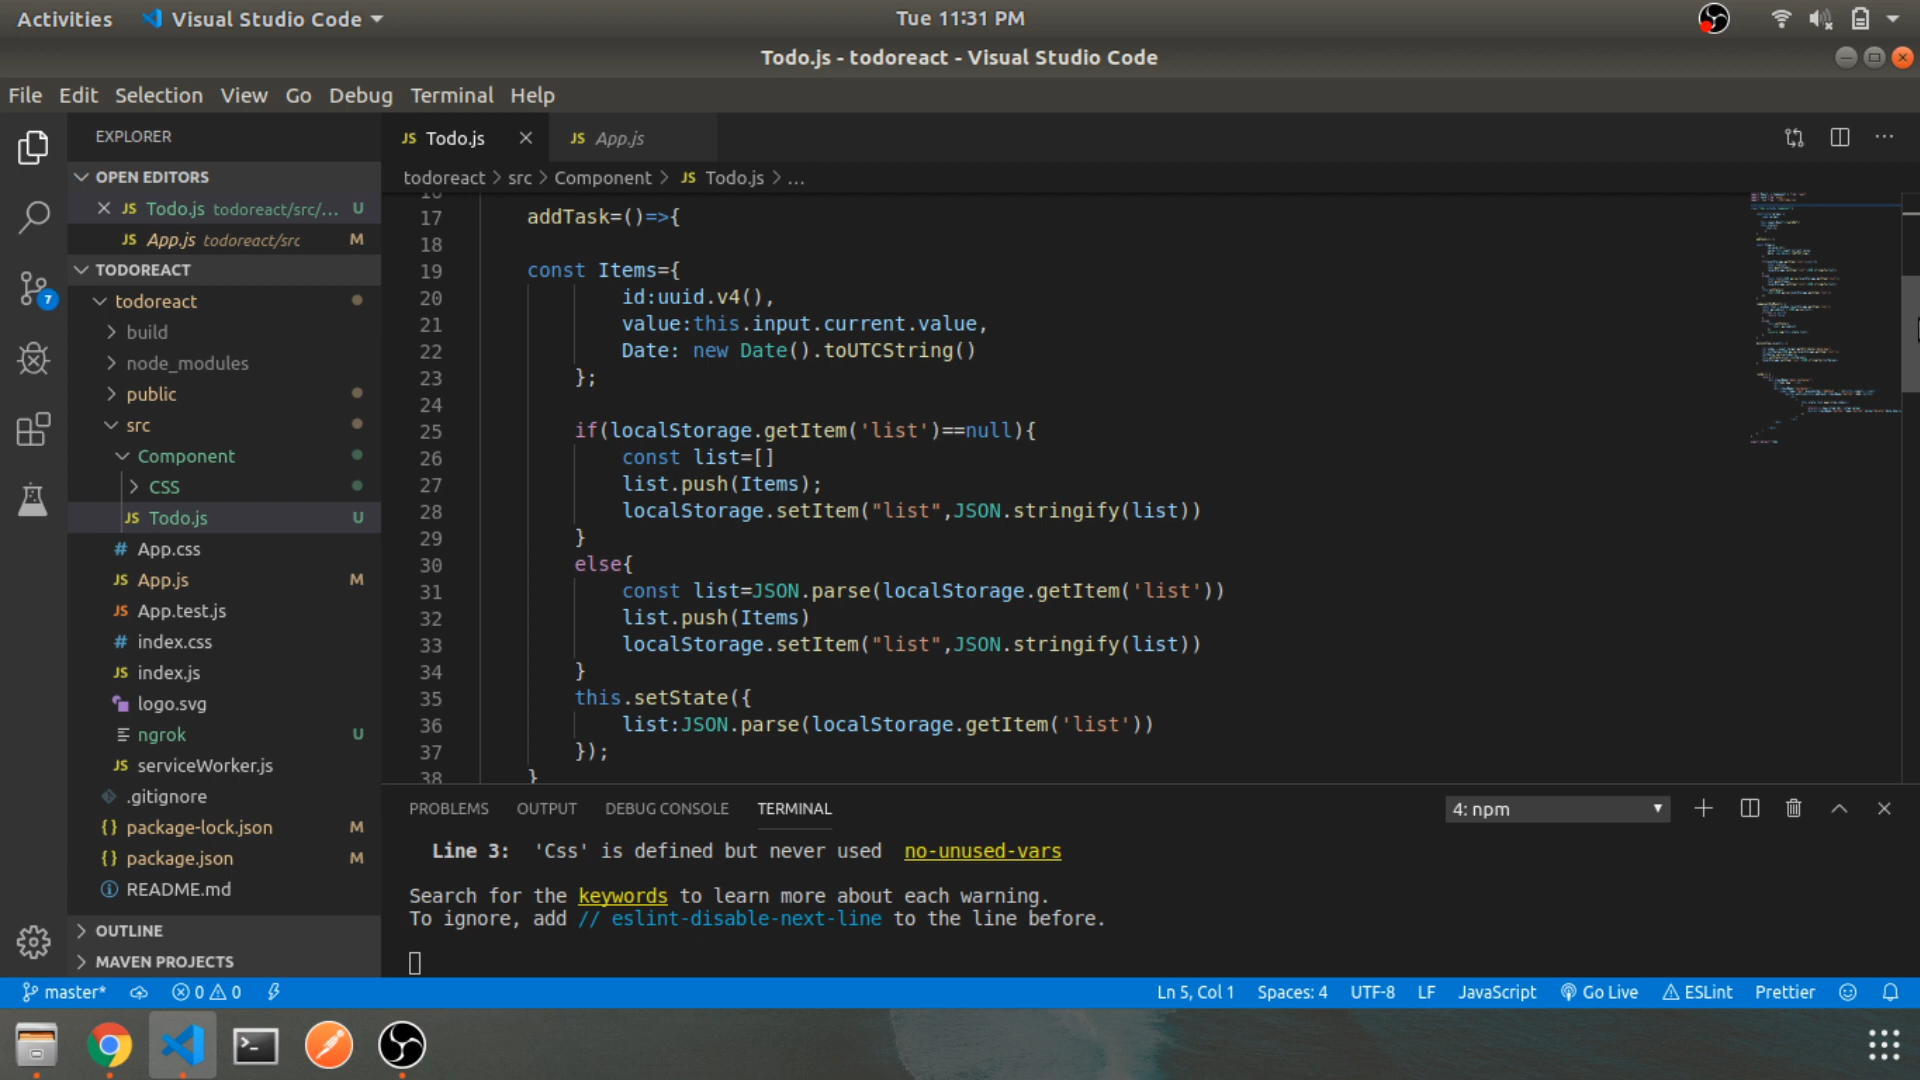 Activities
Visual Studio Code
Tue 11:31 PM
Todo.js - todoreact - Visual Studio Code
File Edit Selection View Go Debug Terminal Help
EXPLORER
OPEN EDITORS
Todo.js todoreact/src/... U
App.js todoreact/src M
TODOREACT
todoreact
build
node_modules
public
src
Component
CSS
Todo.js U
App.css
App.js M
App.test.js
index.css
index.js
logo.svg
ngrok U
serviceWorker.js
.gitignore
package-lock.json M
package.json M
README.md
OUTLINE
MAVEN PROJECTS
7
JS Todo.js
JS App.js
todoreact > src > Component > JS Todo.js > ...
16
17 addTask=()=>{
18
19 const Items={
20 id:uuid.v4(),
21 value:this.input.current.value,
22 Date: new Date().toUTCString()
23 };
24
25 if(localStorage.getItem('list')==null){
26 const list=[]
27 list.push(Items);
28 localStorage.setItem("list",JSON.stringify(list))
29 }
30 else{
31 const list=JSON.parse(localStorage.getItem('list'))
32 list.push(Items)
33 localStorage.setItem("list",JSON.stringify(list))
34 }
35 this.setState({
36 list:JSON.parse(localStorage.getItem('list'))
37 });
38 }
PROBLEMS OUTPUT DEBUG CONSOLE TERMINAL
4: npm
Line 3: 'Css' is defined but never used no-unused-vars
Search for the keywords to learn more about each warning.
To ignore, add // eslint-disable-next-line to the line before.
master* 0 0
Ln 5, Col 1 Spaces: 4 UTF-8 LF JavaScript Go Live ESLint Prettier